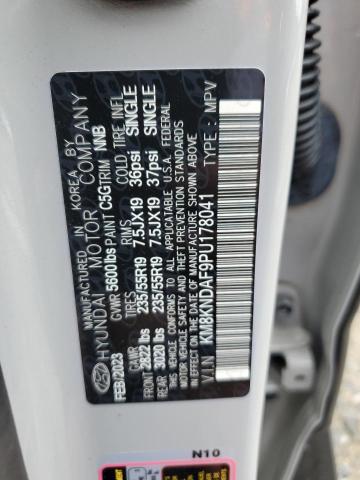 HYUNDAI MOTOR COMPANY
MADE IN KOREA BY
FEB/2023 GVWR 5600lbs PAINT C5G TRIM NNB
GAWR TIRES RIMS COLD TIRE INFL
FRONT 2822 lbs 235/55R19 7.5JX19 36psi SINGLE
REAR 3020 lbs 235/55R19 7.5JX19 37psi SINGLE
THIS VEHICLE CONFORMS TO ALL APPLICABLE U.S.A. FEDERAL
MOTOR VEHICLE SAFETY AND THEFT PREVENTION STANDARDS
IN EFFECT ON THE DATE OF MANUFACTURE SHOWN ABOVE.
V.I.N : KM8KNDAF9PU178041 TYPE : MPV
N10